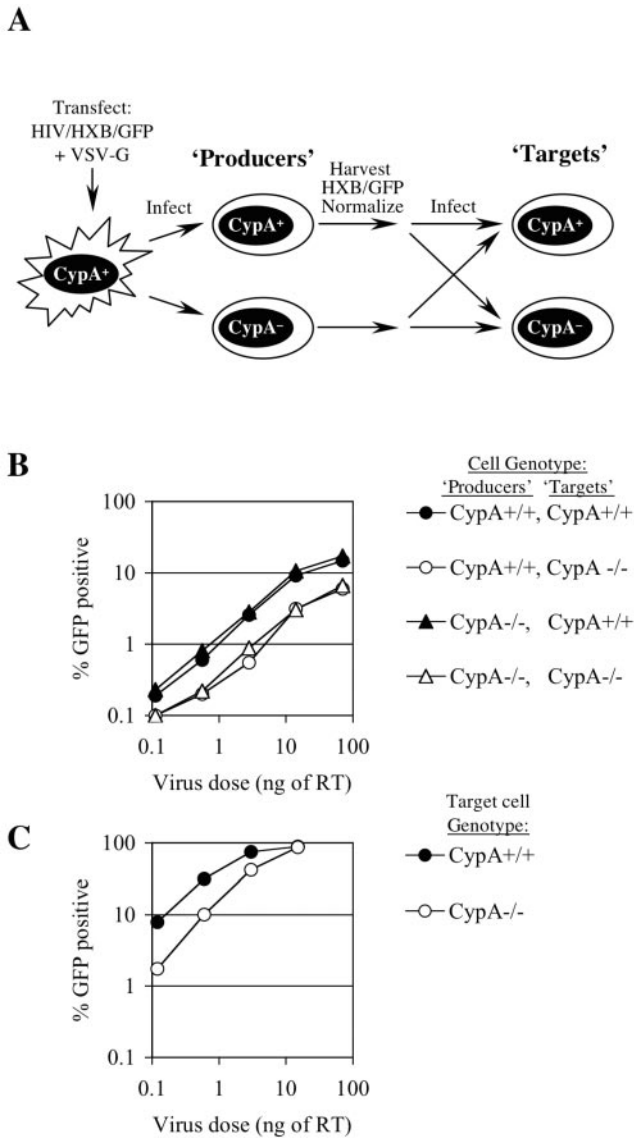 A
Transfect:
HIV/HXB/GFP
+ VSV-G
'Producers'
'Targets'
Harvest
HXB/GFP
Normalize
Infect
Infect
CypA+
CypA+
CypA+
CypA–
CypA–
B
Cell Genotype:
'Producers' 'Targets'
CypA+/+, CypA+/+
CypA+/+, CypA -/-
CypA-/-, CypA+/+
CypA-/-, CypA-/-
% GFP positive
100
10
1
0.1
0.1 1 10 100
Virus dose (ng of RT)
C
Target cell
Genotype:
CypA+/+
CypA-/-
% GFP positive
100
10
1
0.1
0.1 1 10 100
Virus dose (ng of RT)